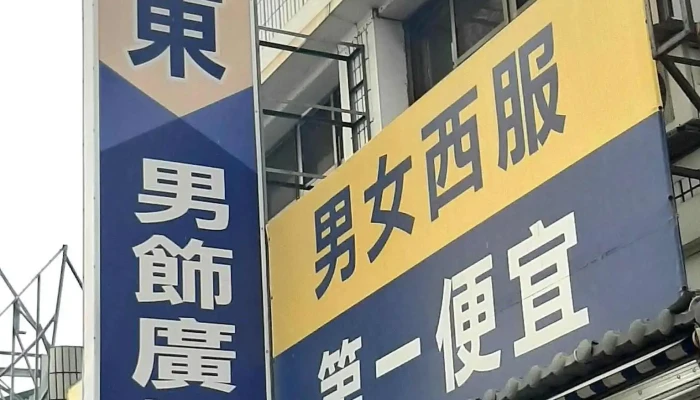 東
男飾廣
男女西服
第一便宜